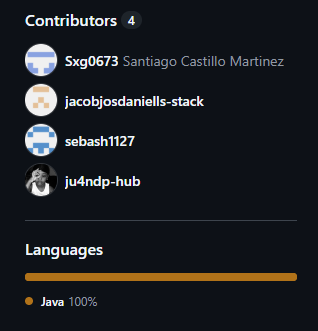 Contributors 4
Sxg0673 Santiago Castillo Martinez
jacobjosdaniells-stack
sebash1127
ju4ndp-hub
Languages
Java 100%